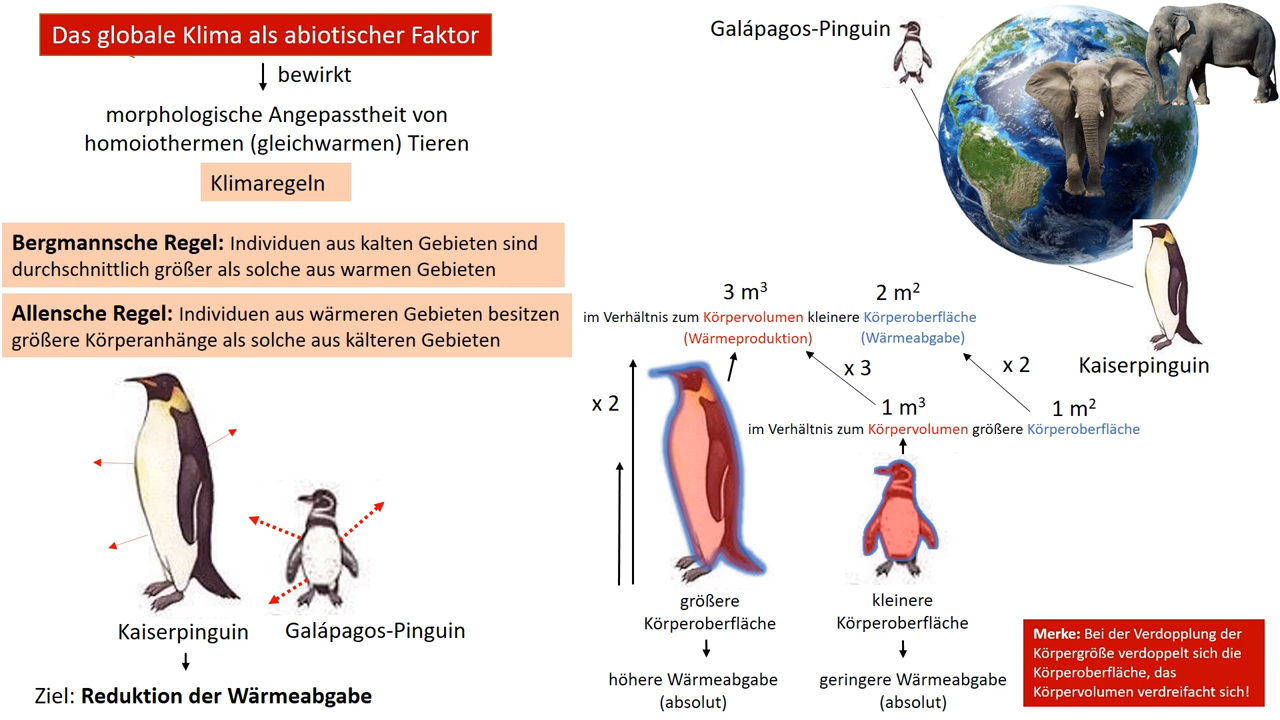 Das globale Klima als abiotischer Faktor
bewirkt
morphologische Angepasstheit von
homoiothermen (gleichwarmen) Tieren
Klimaregeln
Bergmannsche Regel: Individuen aus kalten Gebieten sind
durchschnittlich größer als solche aus warmen Gebieten
Allensche Regel: Individuen aus wärmeren Gebieten besitzen
größere Körperanhänge als solche aus kälteren Gebieten
Kaiserpinguin
Galápagos-Pinguin
Ziel: Reduktion der Wärmeabgabe
Galápagos-Pinguin
Kaiserpinguin
3 m³
2 m²
im Verhältnis zum Körpervolumen kleinere Körperoberfläche
(Wärmeproduktion)
(Wärmeabgabe)
x 3
x 2
x 2
1 m³
1 m²
im Verhältnis zum Körpervolumen größere Körperoberfläche
größere
Körperoberfläche
höhere Wärmeabgabe
(absolut)
kleinere
Körperoberfläche
geringere Wärmeabgabe
(absolut)
Merke: Bei der Verdopplung der
Körpergröße verdoppelt sich die
Körperoberfläche, das
Körpervolumen verdreifacht sich!